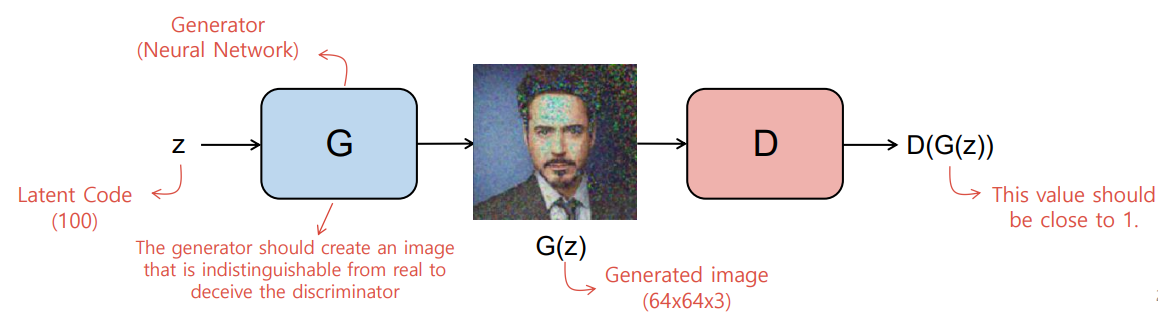 Generator
(Neural Network)
z
G
D
D(G(z))
Latent Code
(100)
This value should
be close to 1.
The generator should create an image
that is indistinguishable from real to
deceive the discriminator
G(z)
Generated image
(64x64x3)